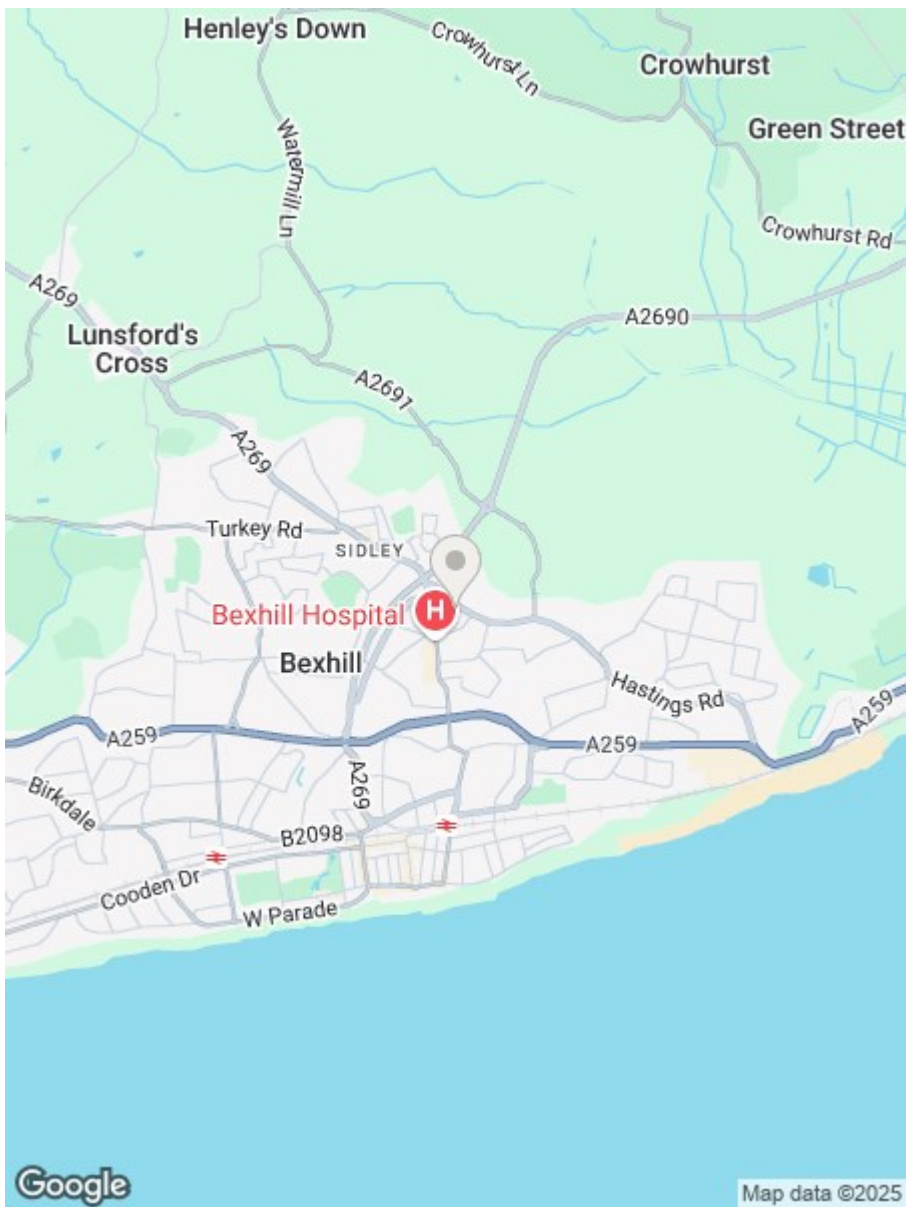 Henley's Down
Crowhurst Ln
Crowhurst
Green Street
Watermill Ln
Crowhurst Rd
A269
A2690
Lunsford's
Cross
A2691
A269
Turkey Rd
SIDLEY
Bexhill Hospital
H
Bexhill
Hastings Rd
A259
A259
A259
A269
Birkdale
B2098
Cooden Dr
W Parade
Google
Map data ©2025